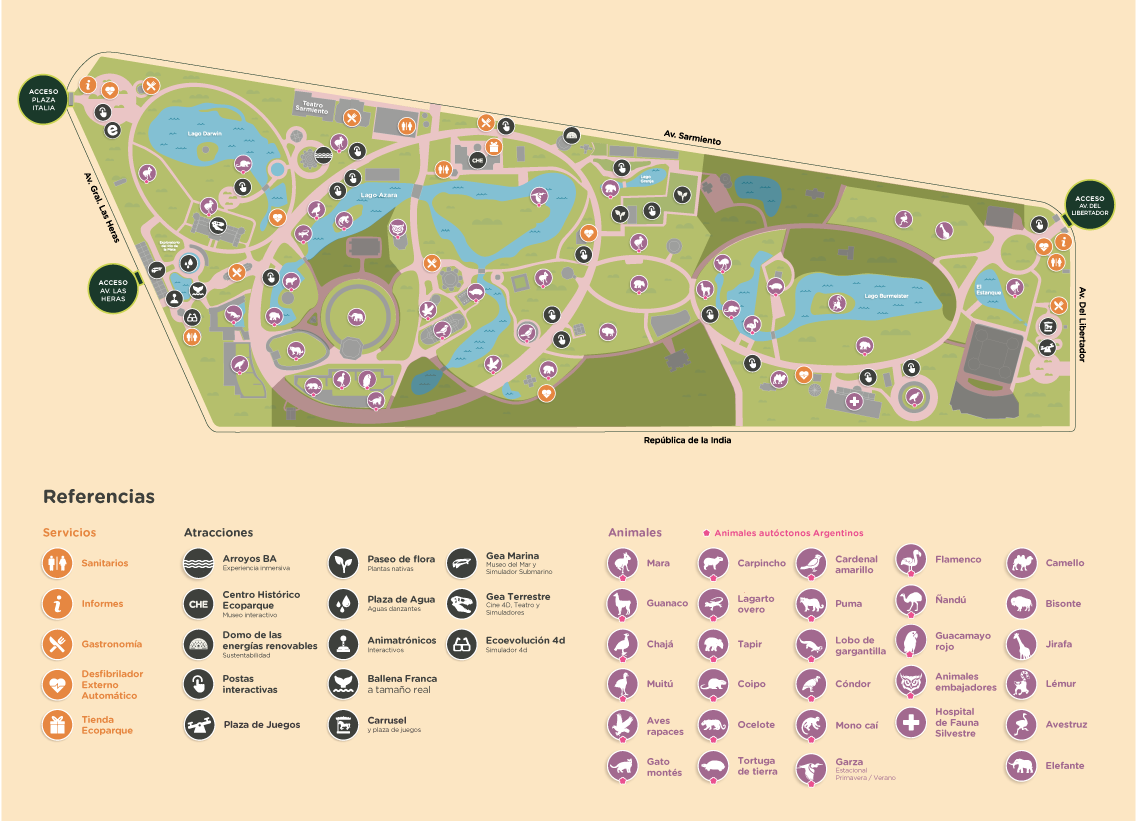 ACCESO
PLAZA
ITALIA
Teatro
Sarmiento
Lago Darwin
Av. Sarmiento
CHE
Lago Azara
Av. Gral. Las Heras
ACCESO
AV. DEL
LIBERTADOR
ACCESO
AV. LAS
HERAS
El
Estanque
Lago Burmeister
Av. Del Libertador
República de la India
Referencias
Servicios
Sanitarios
Informes
Gastronomía
Desfibrilador
Externo
Automático
Tienda
Ecoparque
Atracciones
Arroyos BA
Experiencia inmersiva
CHE
Centro Histórico
Ecoparque
Museo interactivo
Domo de las
energías renovables
Sustentabilidad
Postas
interactivas
Plaza de Juegos
Paseo de flora
Plantas nativas
Plaza de Agua
Aguas danzantes
Animatrónicos
Interactivos
Ballena Franca
a tamaño real
Carrusel
y plaza de juegos
Gea Marina
Museo del Mar y
Simulador Submarino
Gea Terrestre
Cine 4D, Teatro y
Simuladores
Ecoevolución 4d
Simulador 4d
Animales
Animales autóctonos Argentinos
Mara
Guanaco
Chajá
Muitú
Aves
rapaces
Gato
montés
Carpincho
Lagarto
overo
Tapir
Coipo
Ocelote
Tortuga
de tierra
Cardenal
amarillo
Puma
Lobo de
gargantilla
Cóndor
Mono caí
Garza
Estacional
Primavera / Verano
Flamenco
Ñandú
Guacamayo
rojo
Animales
embajadores
Hospital
de Fauna
Silvestre
Camello
Bisonte
Jirafa
Lémur
Avestruz
Elefante